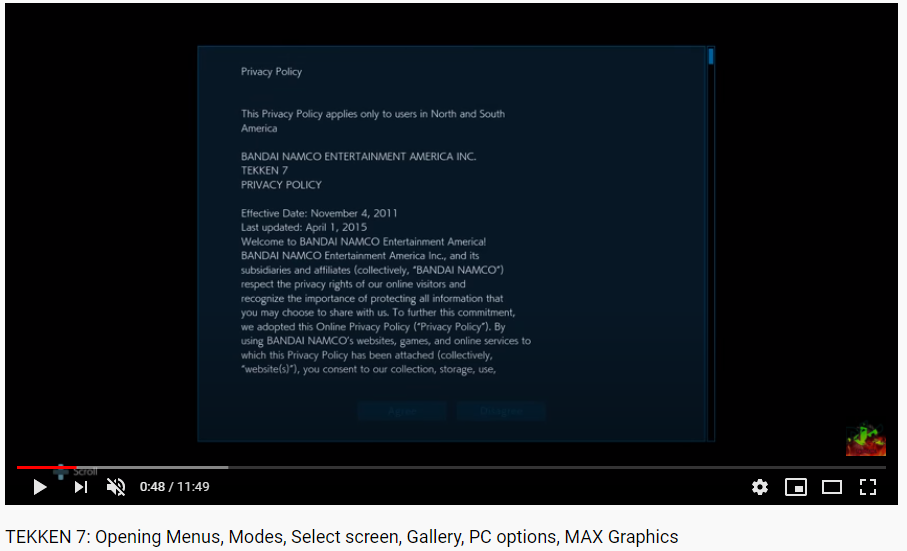 Privacy Policy
This Privacy Policy applies only to users in North and South
America
BANDAI NAMCO ENTERTAINMENT AMERICA INC.
TEKKEN 7
PRIVACY POLICY
Effective Date: November 4, 2011
Last updated: April 1, 2015
Welcome to BANDAI NAMCO Entertainment America!
BANDAI NAMCO Entertainment America Inc., and its
subsidiaries and affiliates (collectively, “BANDAI NAMCO”)
respect the privacy rights of our online visitors and
recognize the importance of protecting all information that
you may choose to share with us. To further this commitment,
we adopted this Online Privacy Policy (“Privacy Policy”). By
using BANDAI NAMCO’s websites, games, and online services to
which this Privacy Policy has been attached (collectively,
“website(s)”), you consent to our collection, storage, use,
Agree Disagree
Scroll
0:48 / 11:49
TEKKEN 7: Opening Menus, Modes, Select screen, Gallery, PC options, MAX Graphics